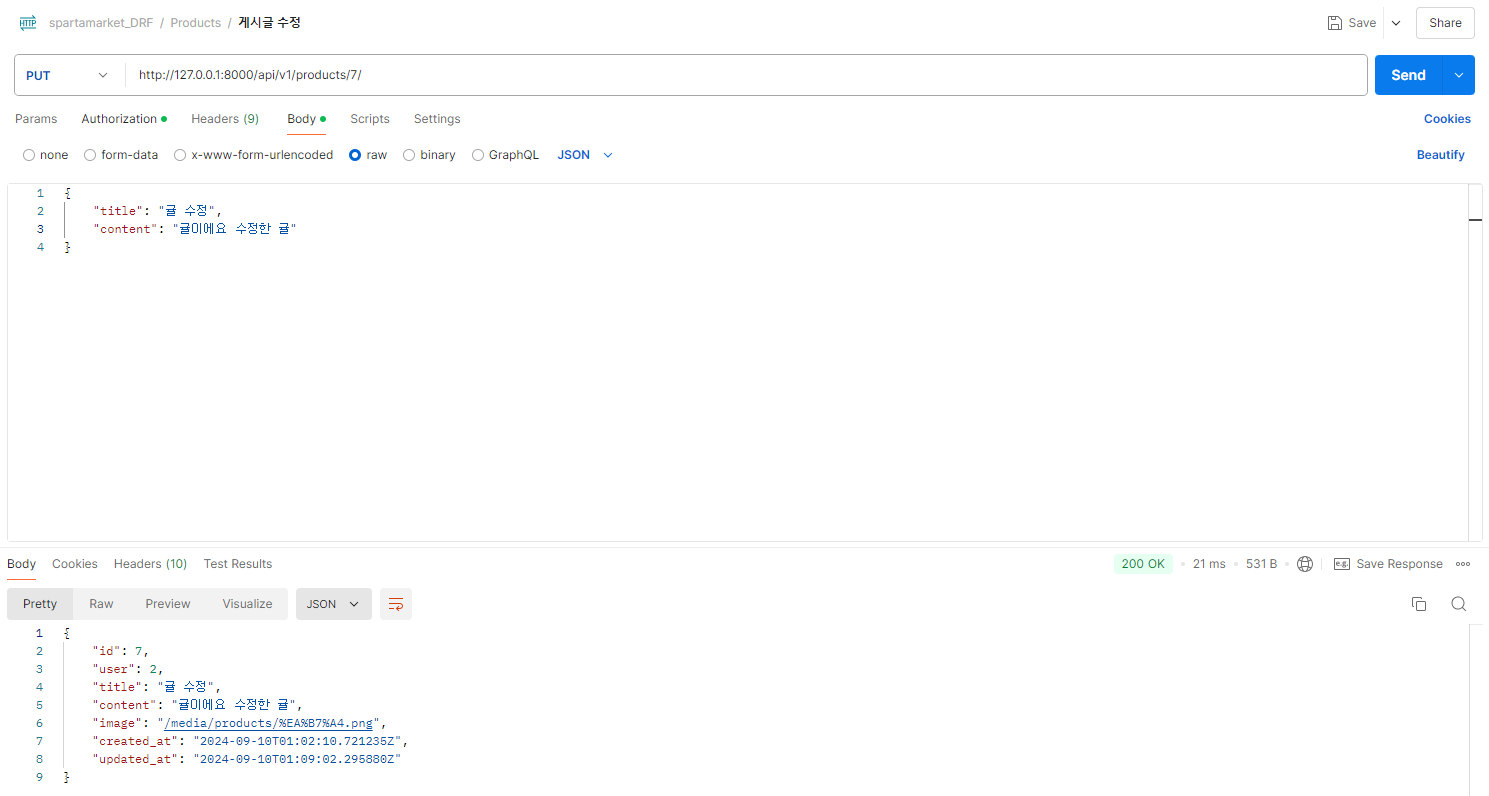 HTTP spartamarket_DRF / Products / 게시글 수정 Save Share
PUT http://127.0.0.1:8000/api/v1/products/7/ Send
Params Authorization Headers (9) Body Scripts Settings Cookies
none form-data x-www-form-urlencoded raw binary GraphQL JSON Beautify
1 {
2 "title": "귤 수정",
3 "content": "귤이에요 수정한 귤"
4 }
Body Cookies Headers (10) Test Results 200 OK 21 ms 531 B e.g. Save Response
Pretty Raw Preview Visualize JSON
1 {
2 "id": 7,
3 "user": 2,
4 "title": "귤 수정",
5 "content": "귤이에요 수정한 귤",
6 "image": "/media/products/%EA%B7%A4.png",
7 "created_at": "2024-09-10T01:02:10.721235Z",
8 "updated_at": "2024-09-10T01:09:02.295880Z"
9 }